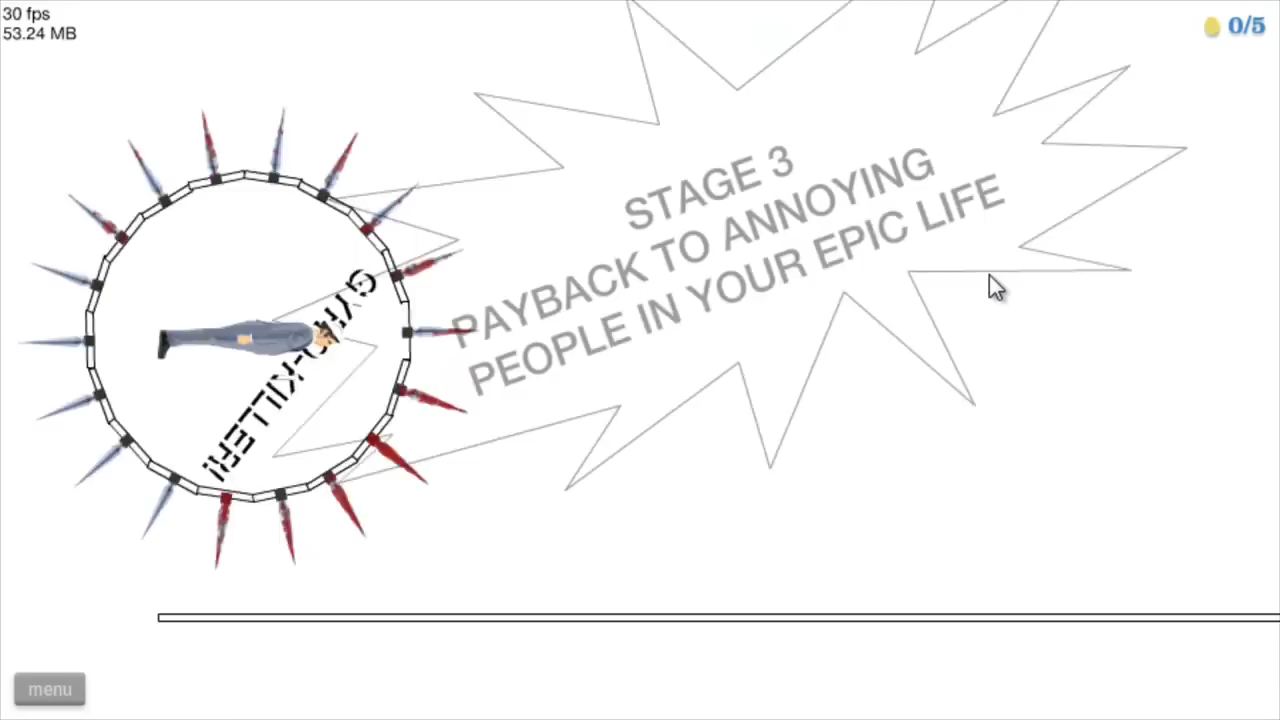 30 fps
53.24 MB
0/5
STAGE 3
PAYBACK TO ANNOYING
PEOPLE IN YOUR EPIC LIFE
GYRO-KILLER!!
menu